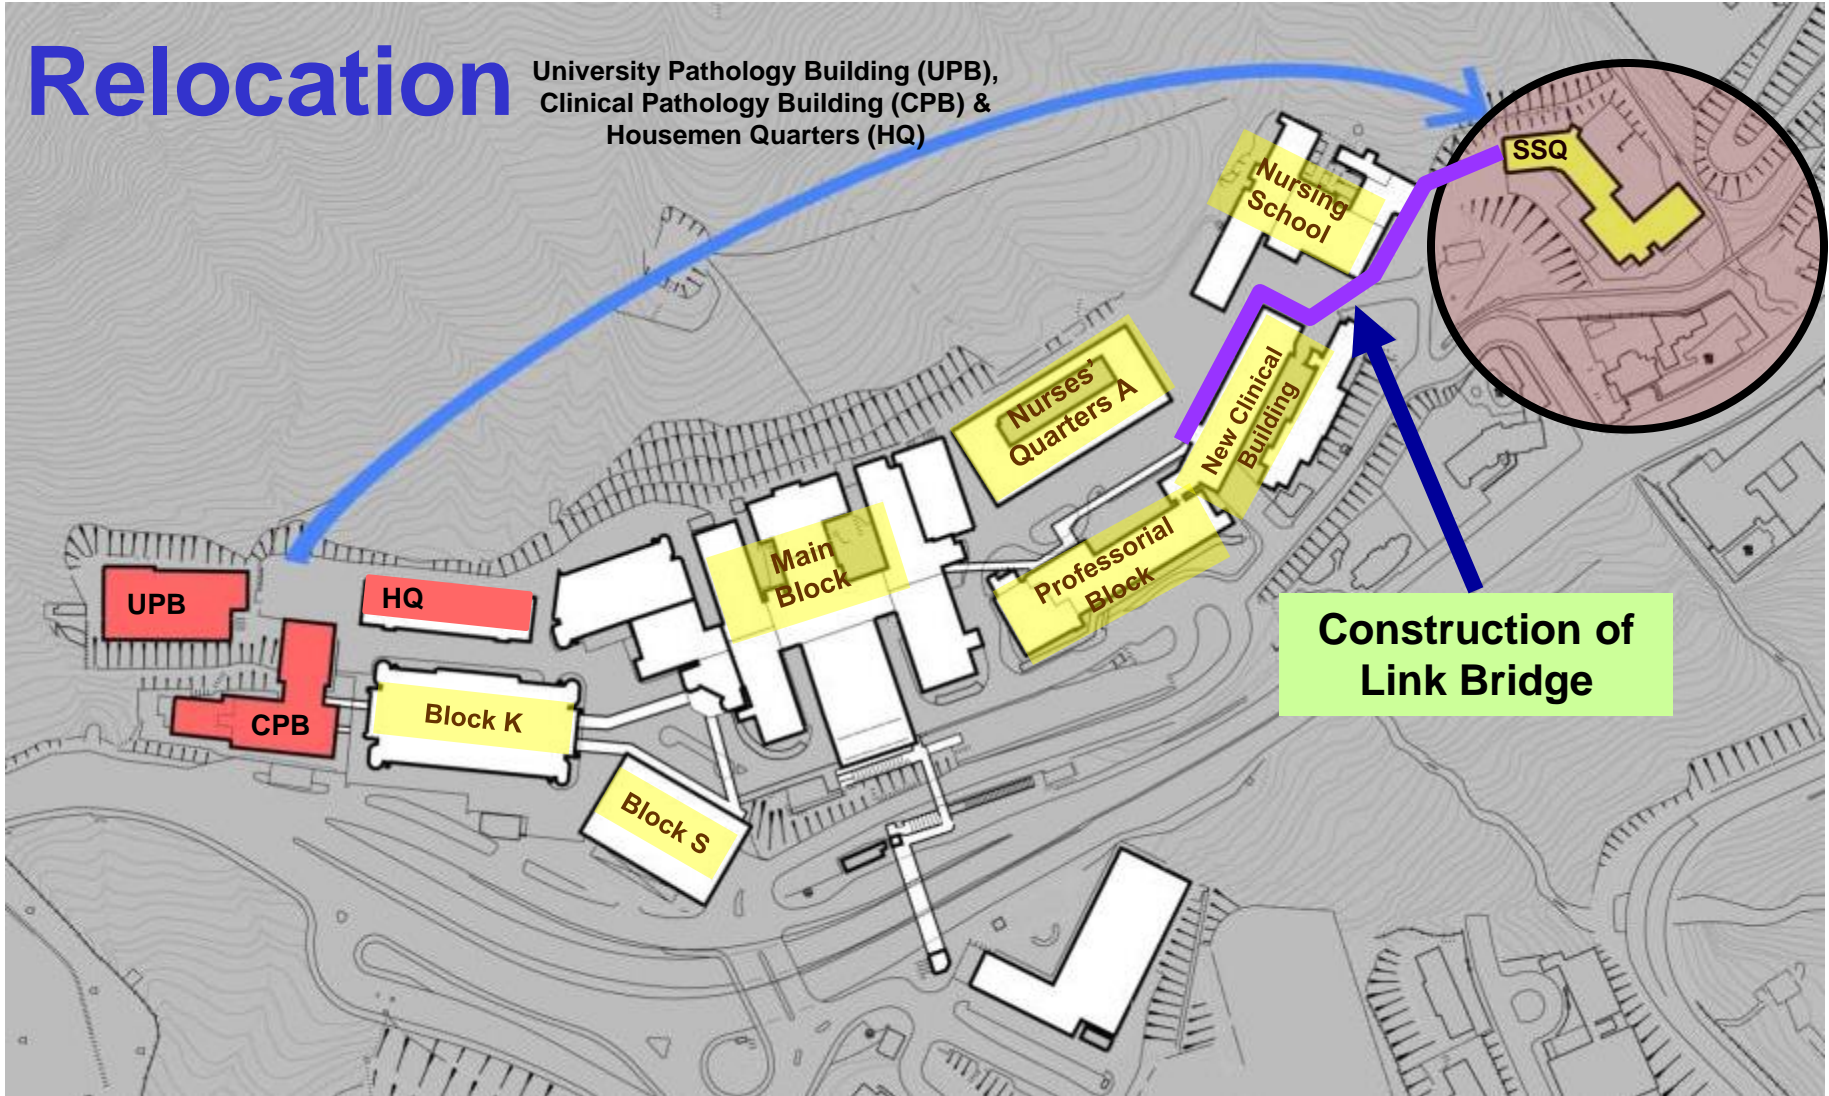 Relocation
University Pathology Building (UPB),
Clinical Pathology Building (CPB) &
Housemen Quarters (HQ)
SSQ
Nursing
School
Nurses'
Quarters A
New Clinical
Building
Main
Block
Professorial
Block
UPB
HQ
CPB
Block K
Block S
Construction of
Link Bridge